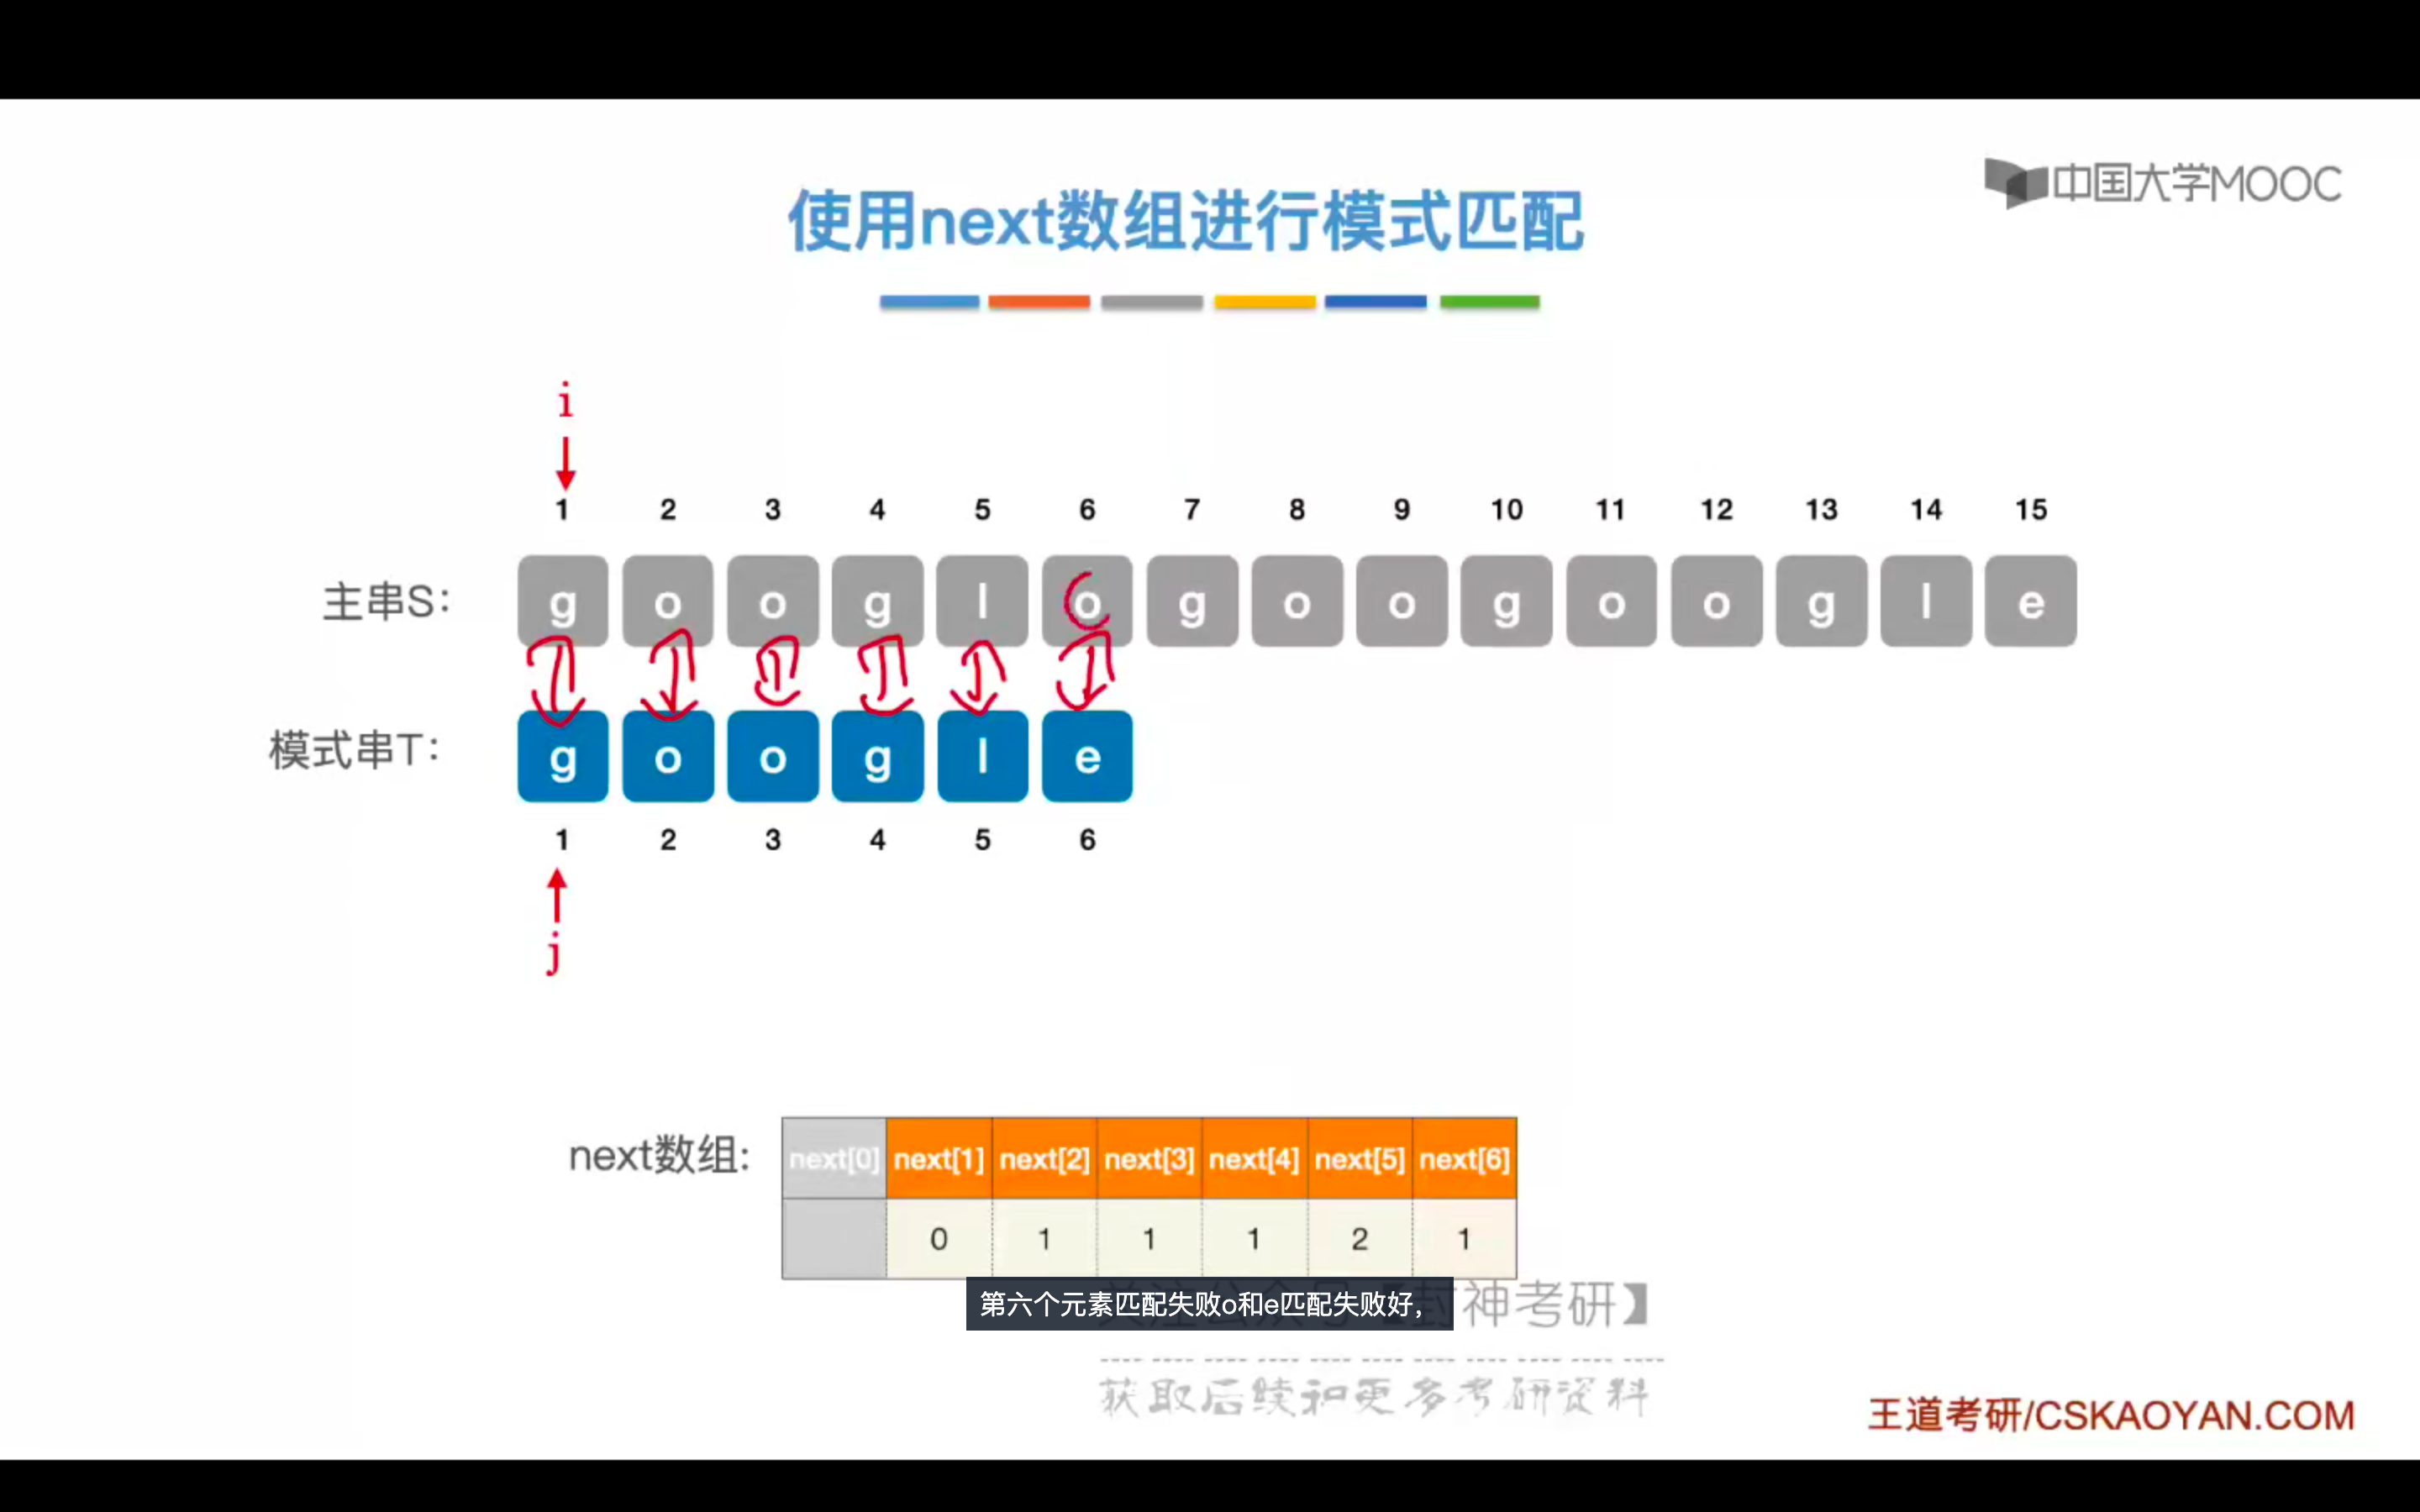 中国大学MOOC
使用next数组进行模式匹配
i
1 2 3 4 5 6 7 8 9 10 11 12 13 14 15
主串S: g o o g l o g o o g o o g l e
模式串T: g o o g l e
1 2 3 4 5 6
j
next数组: next[0] next[1] next[2] next[3] next[4] next[5] next[6]
0 1 1 1 2 1
第六个元素匹配失败o和e匹配失败好,
神考研】
获取后续和更多考研资料
王道考研/CSKAOYAN.COM